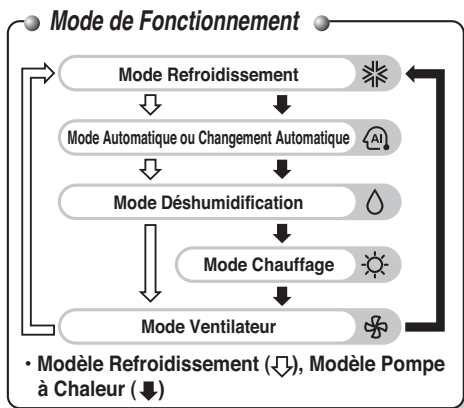 Mode de Fonctionnement
Mode Refroidissement
Mode Automatique ou Changement Automatique
AI
Mode Déshumidification
Mode Chauffage
Mode Ventilateur
• Modèle Refroidissement (⇩), Modèle Pompe
à Chaleur (⬇)